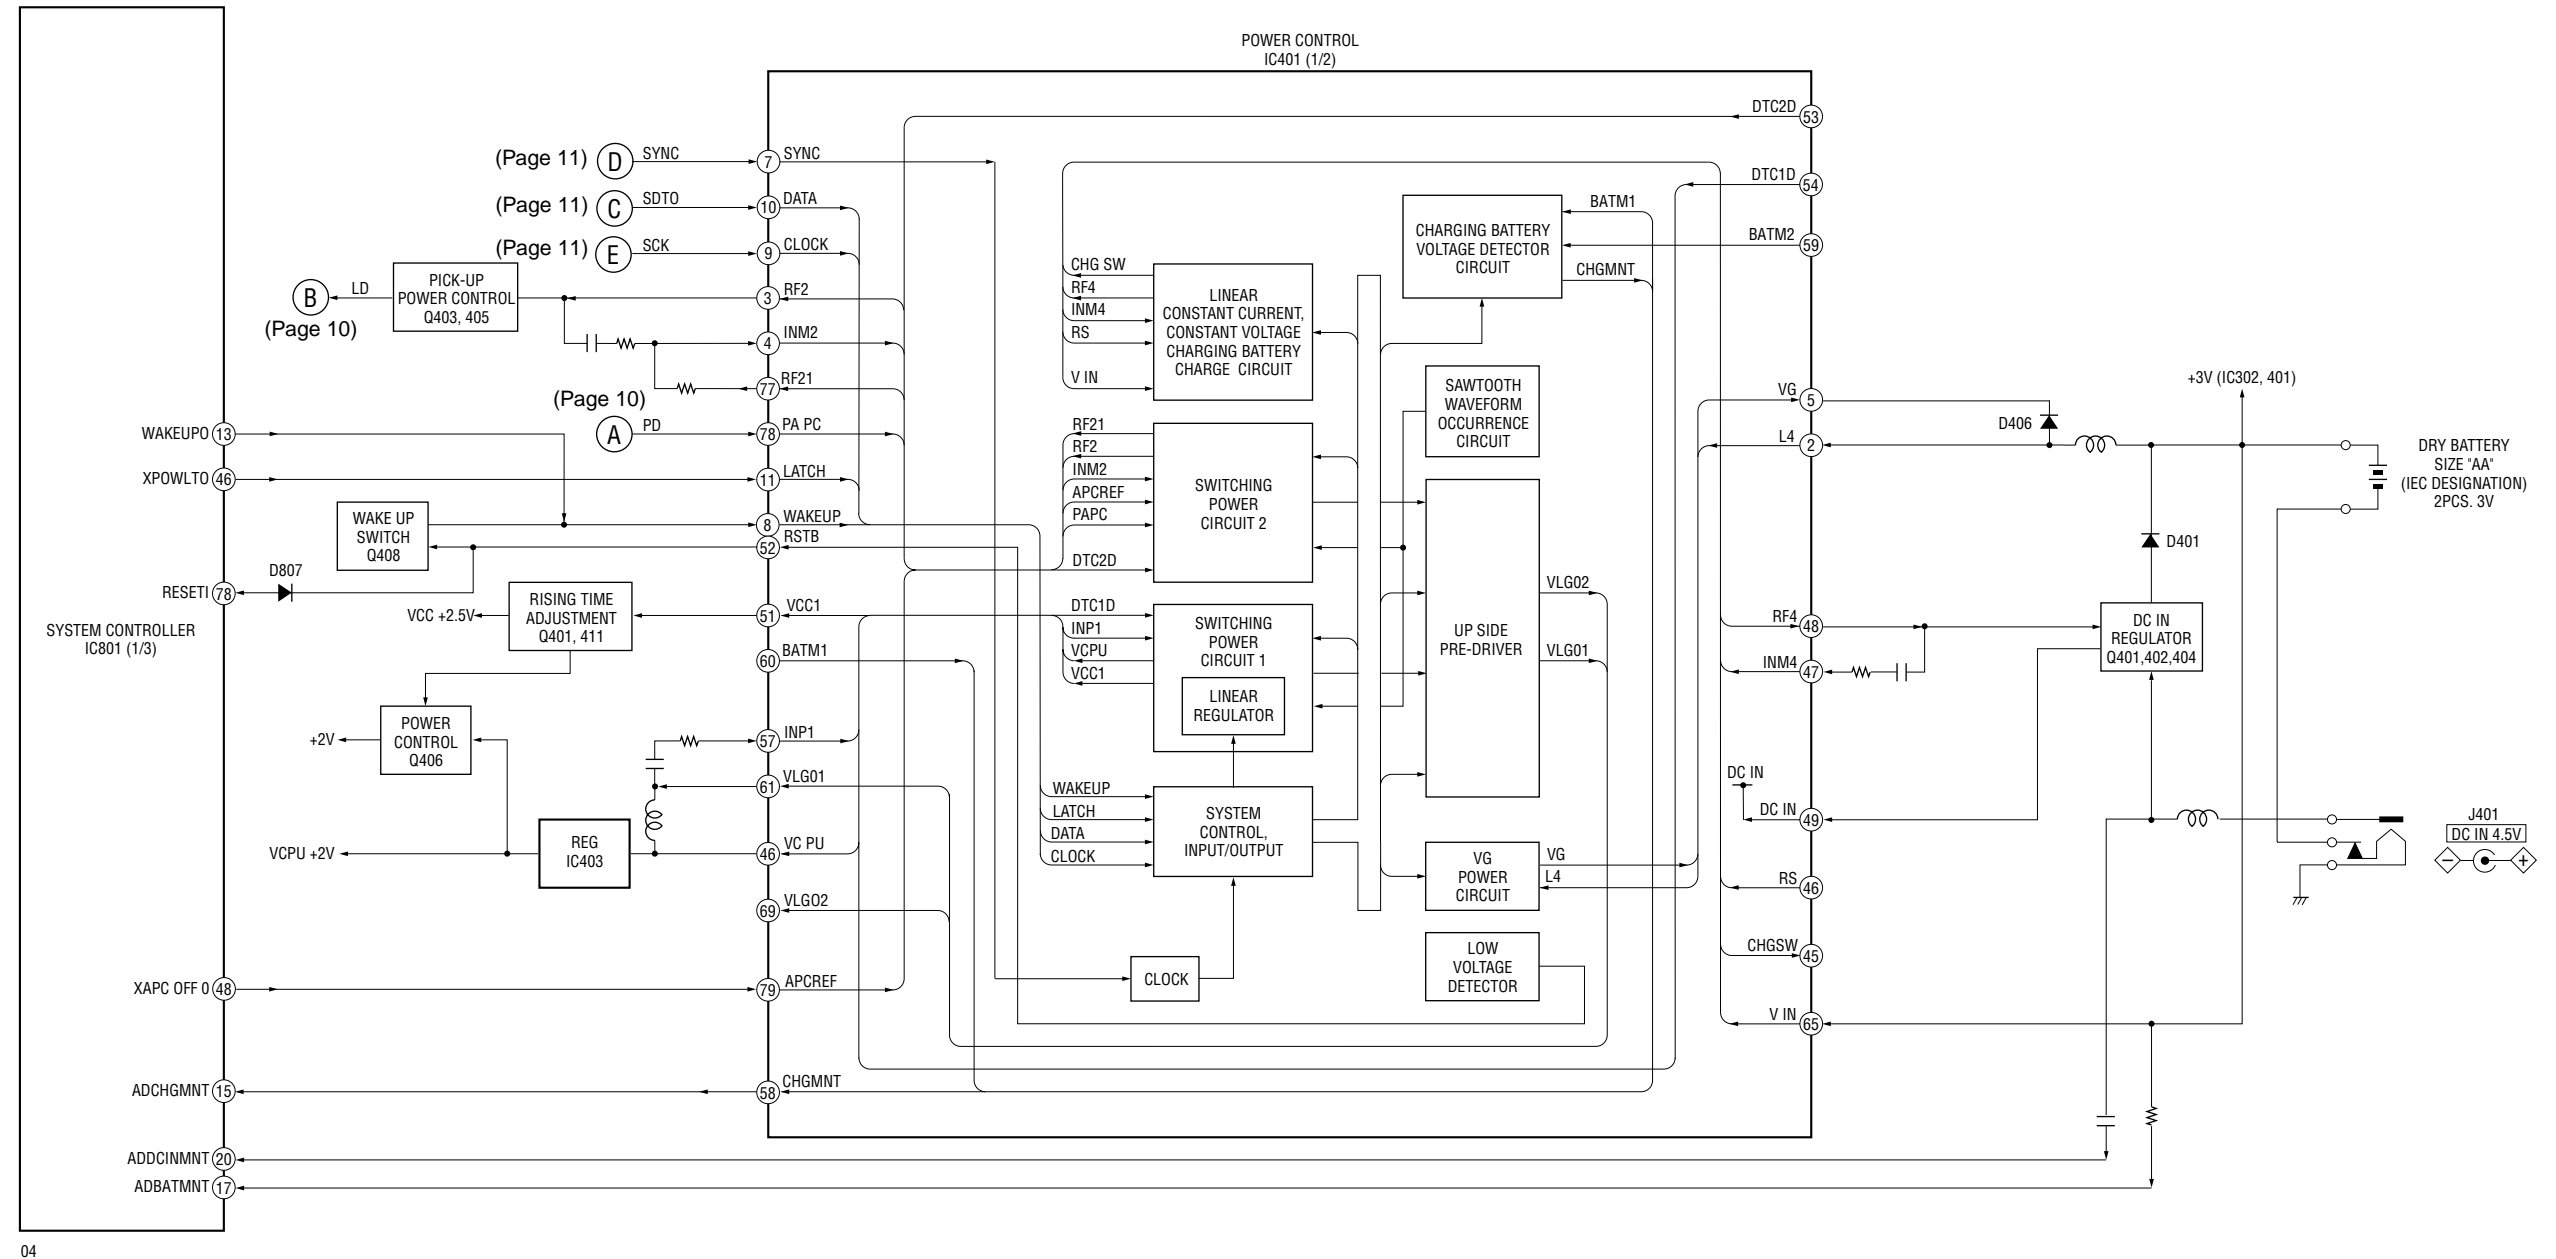 POWER CONTROL
IC401 (1/2)
SYSTEM CONTROLLER
IC801 (1/3)
WAKEUPO 13
XPOWLTO 46
RESETI 78
XAPC OFF 0 48
ADCHGMNT 15
ADDCINMNT 20
ADBATMNT 17
(Page 11) D SYNC
(Page 11) C SDTO
(Page 11) E SCK
B LD
(Page 10)
PICK-UP
POWER CONTROL
Q403, 405
(Page 10)
A PD
WAKE UP
SWITCH
Q408
D807
RISING TIME
ADJUSTMENT
Q401, 411
VCC +2.5V
POWER
CONTROL
Q406
+2V
REG
IC403
VCPU +2V
7 SYNC
10 DATA
9 CLOCK
3 RF2
4 INM2
77 RF21
78 PA PC
11 LATCH
8 WAKEUP
52 RSTB
51 VCC1
60 BATM1
57 INP1
61 VLG01
46 VC PU
69 VLGO2
79 APCREF
58 CHGMNT
CHG SW
RF4
INM4
RS
V IN
LINEAR
CONSTANT CURRENT,
CONSTANT VOLTAGE
CHARGING BATTERY
CHARGE CIRCUIT
RF21
RF2
INM2
APCREF
PAPC
DTC2D
SWITCHING
POWER
CIRCUIT 2
DTC1D
INP1
VCPU
VCC1
SWITCHING
POWER
CIRCUIT 1
LINEAR
REGULATOR
WAKEUP
LATCH
DATA
CLOCK
SYSTEM
CONTROL,
INPUT/OUTPUT
CLOCK
CHARGING BATTERY
VOLTAGE DETECTOR
CIRCUIT
BATM1
CHGMNT
SAWTOOTH
WAVEFORM
OCCURRENCE
CIRCUIT
UP SIDE
PRE-DRIVER
VLG02
VLG01
VG
POWER
CIRCUIT
VG
L4
LOW
VOLTAGE
DETECTOR
DTC2D 53
DTC1D 54
BATM2 59
VG 5
L4 2
RF4 48
INM4 47
DC IN
DC IN 49
RS 46
CHGSW 45
V IN 65
D406
+3V (IC302, 401)
DRY BATTERY
SIZE "AA"
(IEC DESIGNATION)
2PCS. 3V
D401
DC IN
REGULATOR
Q401,402,404
J401
DC IN 4.5V
− +
04